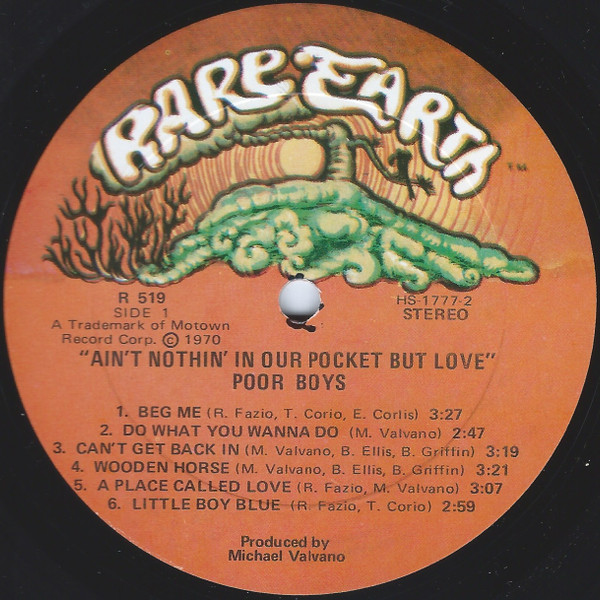 RARE EARTH
TM
R 519
SIDE 1
A Trademark of Motown
Record Corp. © 1970
HS-1777-2
STEREO
"AIN'T NOTHIN' IN OUR POCKET BUT LOVE"
POOR BOYS
1. BEG ME (R. Fazio, T. Corio, E. Corlis) 3:27
2. DO WHAT YOU WANNA DO (M. Valvano) 2:47
3. CAN'T GET BACK IN (M. Valvano, B. Ellis, B. Griffin) 3:19
4. WOODEN HORSE (M. Valvano, B. Ellis, B. Griffin) 3:21
5. A PLACE CALLED LOVE (R. Fazio, M. Valvano) 3:07
6. LITTLE BOY BLUE (R. Fazio, T. Corio) 2:59
Produced by
Michael Valvano